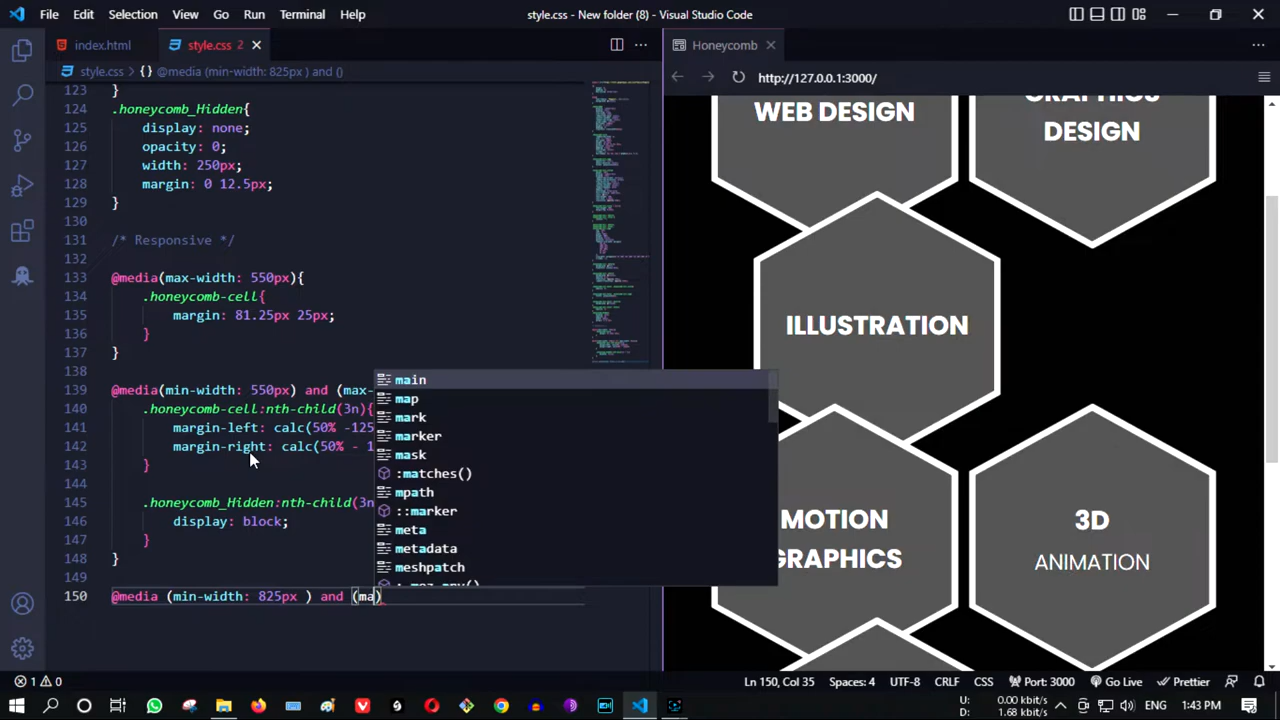 File Edit Selection View Go Run Terminal Help
style.css - New folder (8) - Visual Studio Code
index.html
style.css 2
style.css {} @media (min-width: 825px ) and ()
123 }
124 .honeycomb_Hidden{
125 display: none;
126 opacity: 0;
127 width: 250px;
128 margin: 0 12.5px;
129 }
130
131 /* Responsive */
132
133 @media(max-width: 550px){
134 .honeycomb-cell{
135 margin: 81.25px 25px;
136 }
137 }
138
139 @media(min-width: 550px) and (max-
140 .honeycomb-cell:nth-child(3n){
141 margin-left: calc(50% -125
142 margin-right: calc(50% - 1
143 }
144
145 .honeycomb_Hidden:nth-child(3n
146 display: block;
147 }
148 }
149
150 @media (min-width: 825px ) and (ma)
main
map
mark
marker
mask
:matches()
mpath
::marker
meta
metadata
meshpatch
Honeycomb
http://127.0.0.1:3000/
WEB DESIGN
GRAPHICS
DESIGN
ILLUSTRATION
MOTION
GRAPHICS
3D
ANIMATION
1 0
Ln 150, Col 35 Spaces: 4 UTF-8 CRLF CSS Port: 3000 Go Live Prettier
U: 0.00 kbit/s
D: 1.68 kbit/s
ENG 1:43 PM